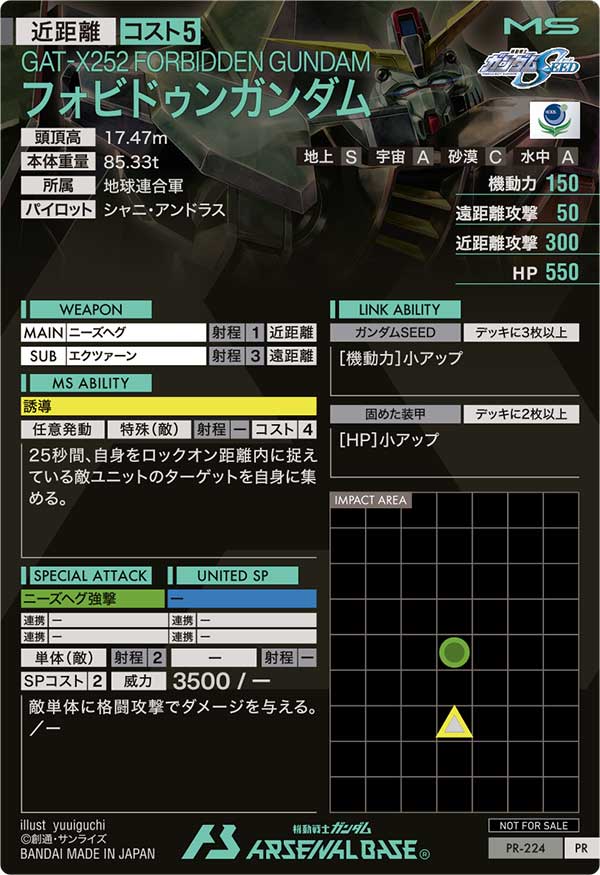 近距離 コスト5 MS
GAT-X252 FORBIDDEN GUNDAM
フォビドゥンガンダム
機動戦士ガンダムSEED
頭頂高 17.47m
本体重量 85.33t
所属 地球連合軍
パイロット シャニ・アンドラス
地上 S 宇宙 A 砂漠 C 水中 A
機動力 150
遠距離攻撃 50
近距離攻撃 300
HP 550
WEAPON
MAIN ニーズヘグ 射程 1 近距離
SUB エクツァーン 射程 3 遠距離
MS ABILITY
誘導
任意発動 特殊(敵) 射程 ー コスト 4
25秒間、自身をロックオン距離内に捉え
ている敵ユニットのターゲットを自身に集
める。
LINK ABILITY
ガンダムSEED デッキに3枚以上
[機動力]小アップ
固めた装甲 デッキに2枚以上
[HP]小アップ
IMPACT AREA
SPECIAL ATTACK UNITED SP
ニーズヘグ強撃 ー
連携 ー 連携 ー
連携 ー 連携 ー
単体(敵) 射程 2 ー 射程 ー
SPコスト 2 威力 3500 / ー
敵単体に格闘攻撃でダメージを与える。
/ー
illust yuuiguchi
©創通・サンライズ
BANDAI MADE IN JAPAN
機動戦士ガンダム
ARSENAL BASE®
NOT FOR SALE
PR-224 PR